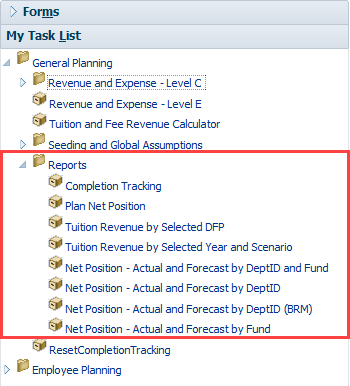 Forms
My Task List
General Planning
Revenue and Expense - Level C
Revenue and Expense - Level E
Tuition and Fee Revenue Calculator
Seeding and Global Assumptions
Reports
Completion Tracking
Plan Net Position
Tuition Revenue by Selected DFP
Tuition Revenue by Selected Year and Scenario
Net Position - Actual and Forecast by DeptID and Fund
Net Position - Actual and Forecast by DeptID
Net Position - Actual and Forecast by DeptID (BRM)
Net Position - Actual and Forecast by Fund
ResetCompletionTracking
Employee Planning